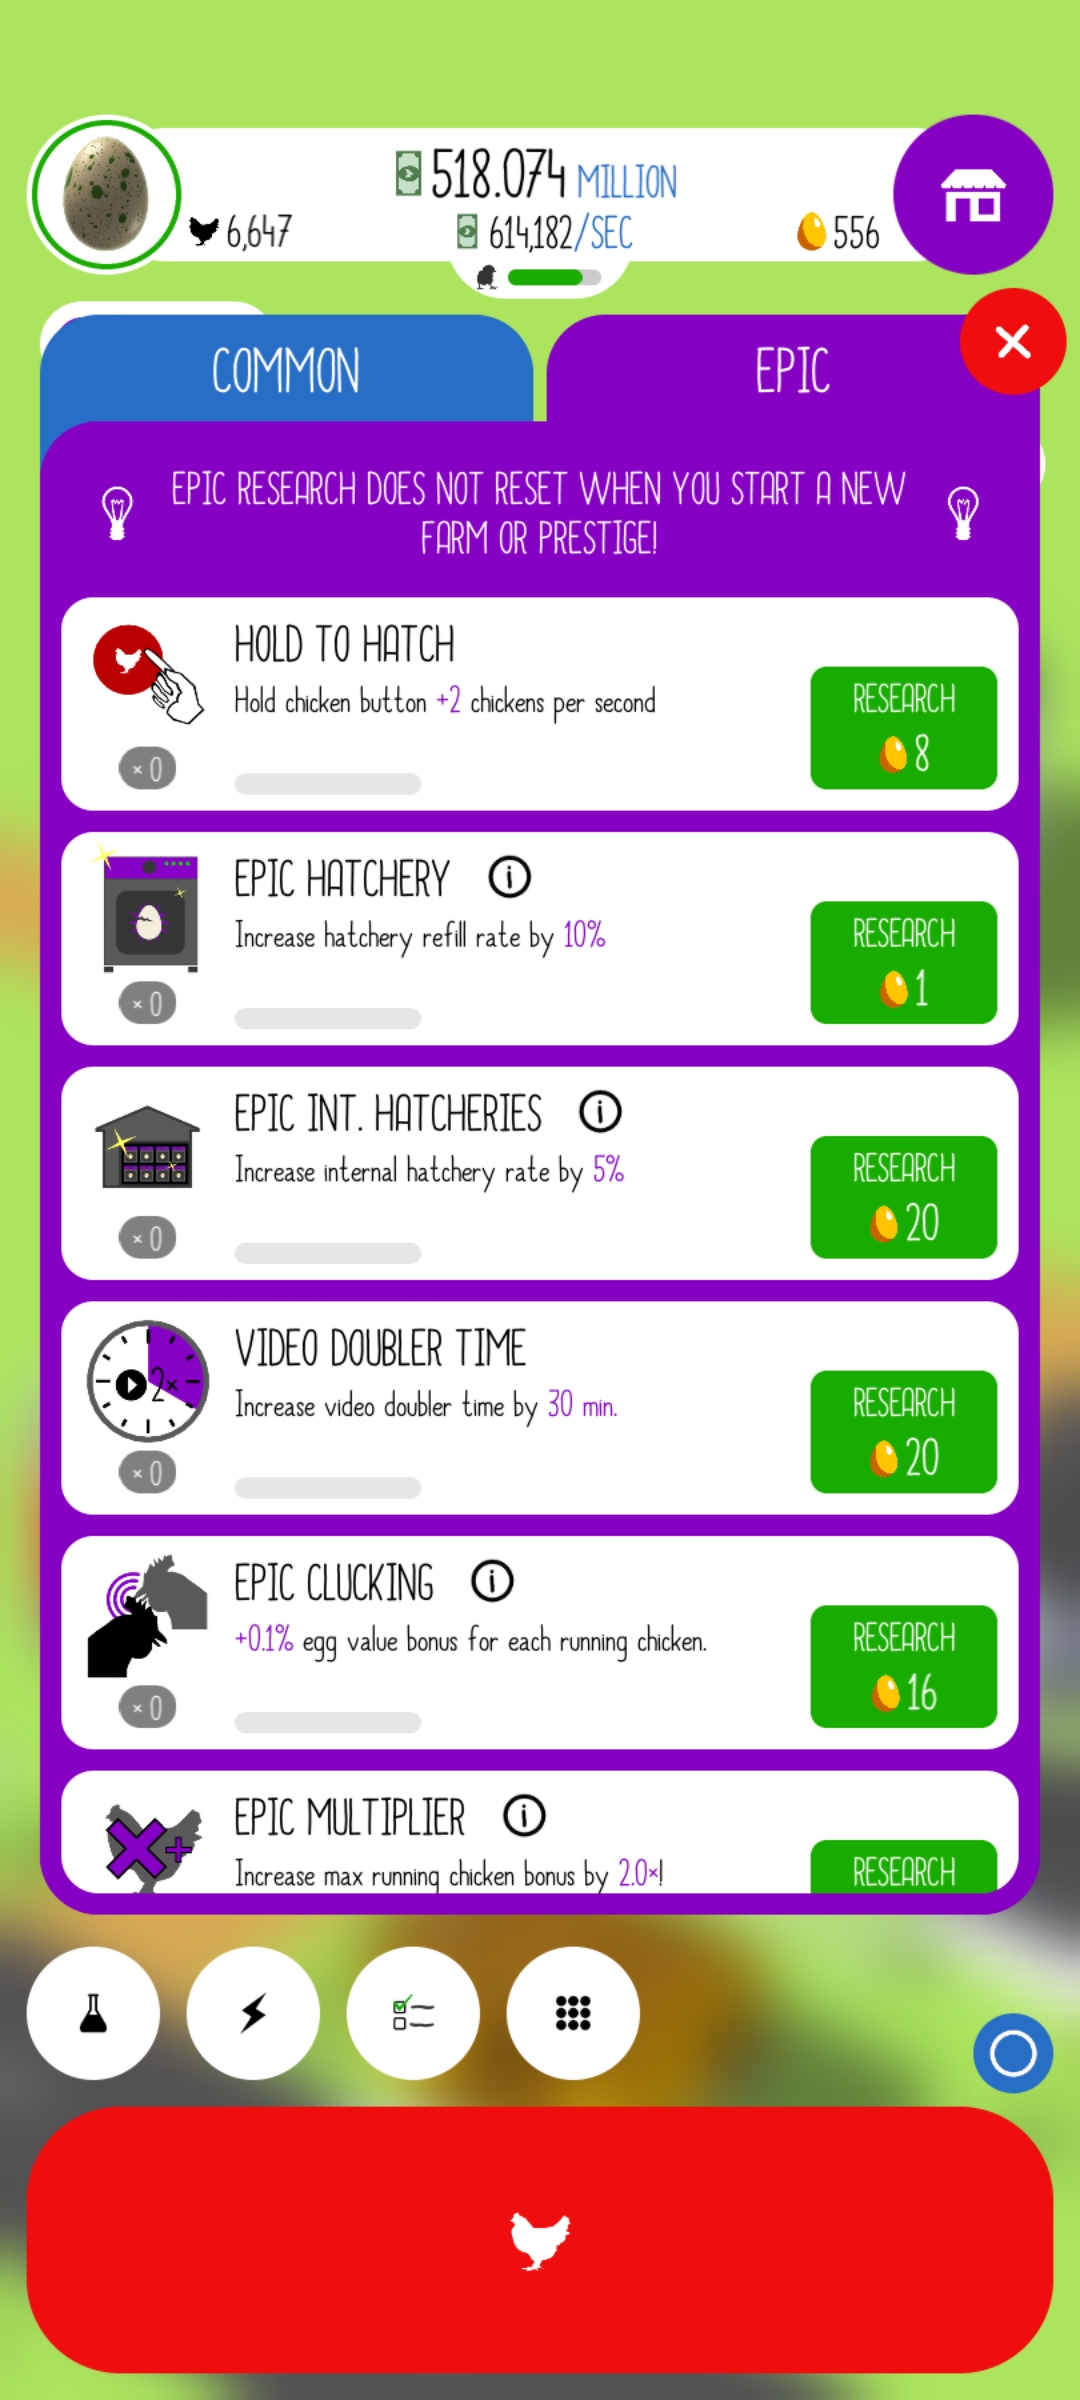 518.074 MILLION
6,647
614,182/SEC
556
COMMON
EPIC
EPIC RESEARCH DOES NOT RESET WHEN YOU START A NEW
FARM OR PRESTIGE!
HOLD TO HATCH
Hold chicken button +2 chickens per second
RESEARCH
8
×0
EPIC HATCHERY
Increase hatchery refill rate by 10%
RESEARCH
1
×0
EPIC INT. HATCHERIES
Increase internal hatchery rate by 5%
RESEARCH
20
×0
2×
VIDEO DOUBLER TIME
Increase video doubler time by 30 min.
RESEARCH
20
×0
EPIC CLUCKING
+0.1% egg value bonus for each running chicken.
RESEARCH
16
×0
EPIC MULTIPLIER
Increase max running chicken bonus by 2.0×!
RESEARCH